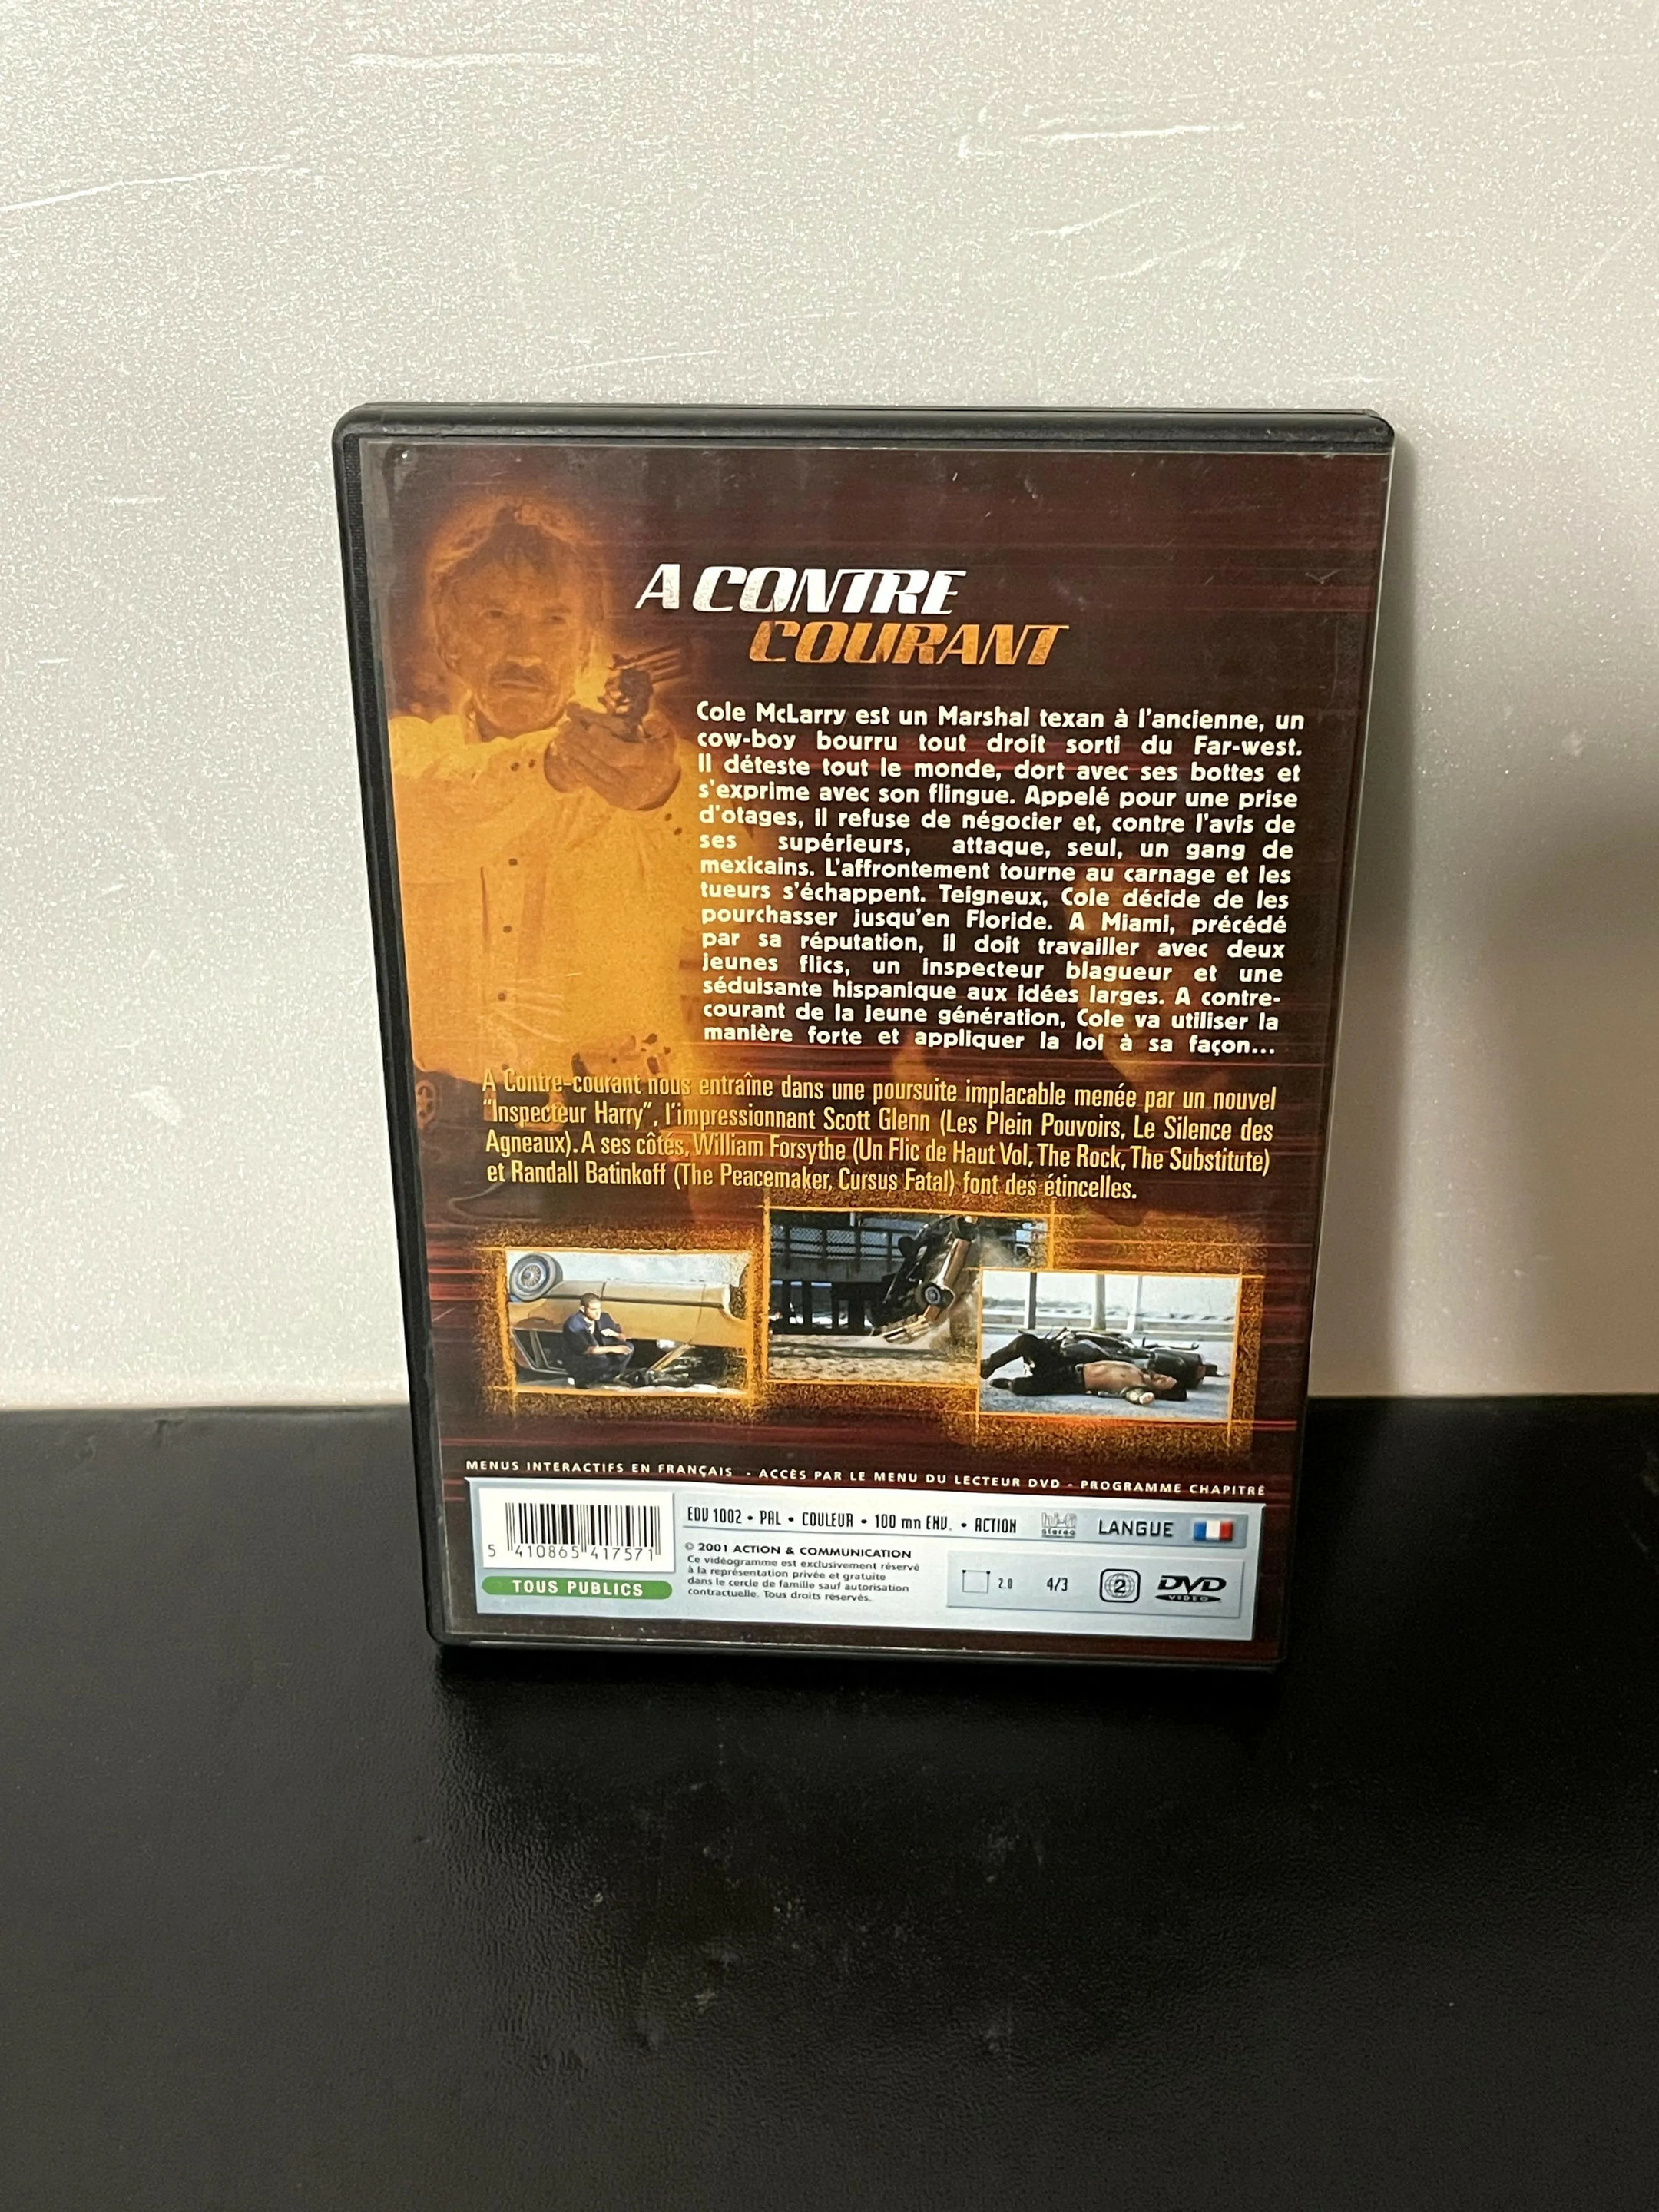 A CONTRE
COURANT
Cole McLarry est un Marshal texan à l'ancienne, un
cow-boy bourru tout droit sorti du Far-west.
Il déteste tout le monde, dort avec ses bottes et
s'exprime avec son flingue. Appelé pour une prise
d'otages, il refuse de négocier et, contre l'avis de
ses supérieurs, attaque, seul, un gang de
mexicains. L'affrontement tourne au carnage et les
tueurs s'échappent. Teigneux, Cole décide de les
pourchasser jusqu'en Floride. A Miami, précédé
par sa réputation, il doit travailler avec deux
jeunes flics, un inspecteur blagueur et une
séduisante hispanique aux idées larges. A contre-
courant de la jeune génération, Cole va utiliser la
manière forte et appliquer la loi à sa façon...
A Contre-courant nous entraîne dans une poursuite implacable menée par un nouvel
"Inspecteur Harry", l'impressionnant Scott Glenn (Les Plein Pouvoirs, Le Silence des
Agneaux). A ses côtés, William Forsythe (Un Flic de Haut Vol, The Rock, The Substitute)
et Randall Batinkoff (The Peacemaker, Cursus Fatal) font des étincelles.
MENUS INTERACTIFS EN FRANÇAIS - ACCÈS PAR LE MENU DU LECTEUR DVD - PROGRAMME CHAPITRÉ
EDV 1002 • PAL • COULEUR • 100 mn ENV. • ACTION
hi-fi
stereo
LANGUE
5 410865 417571
TOUS PUBLICS
© 2001 ACTION & COMMUNICATION
Ce vidéogramme est exclusivement réservé
à la représentation privée et gratuite
dans le cercle de famille sauf autorisation
contractuelle. Tous droits réservés.
2.0 4/3 2 DVD
VIDEO